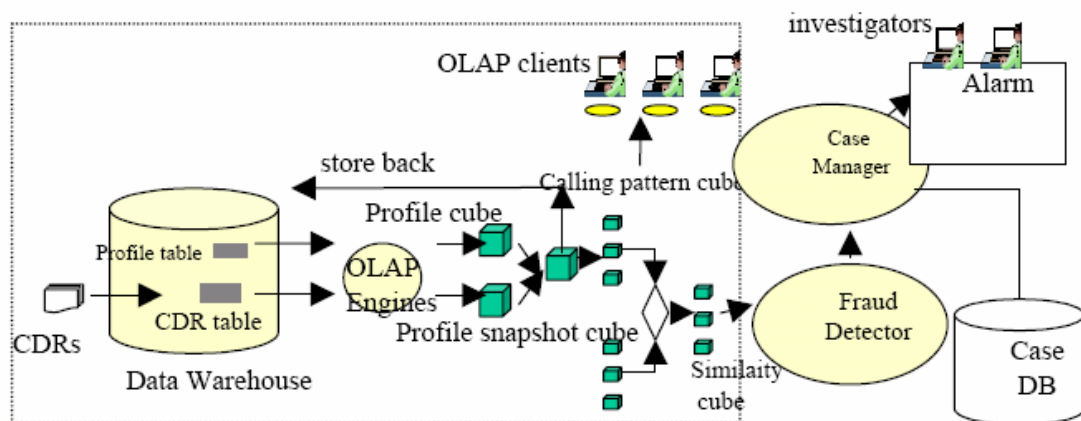 investigators
OLAP clients
Alarm
Case
Manager
store back
Calling pattern cube
Profile cube
Profile table
OLAP
Engines
CDR table
Profile snapshot cube
CDRs
Data Warehouse
Fraud
Detector
Similaity
cube
Case
DB